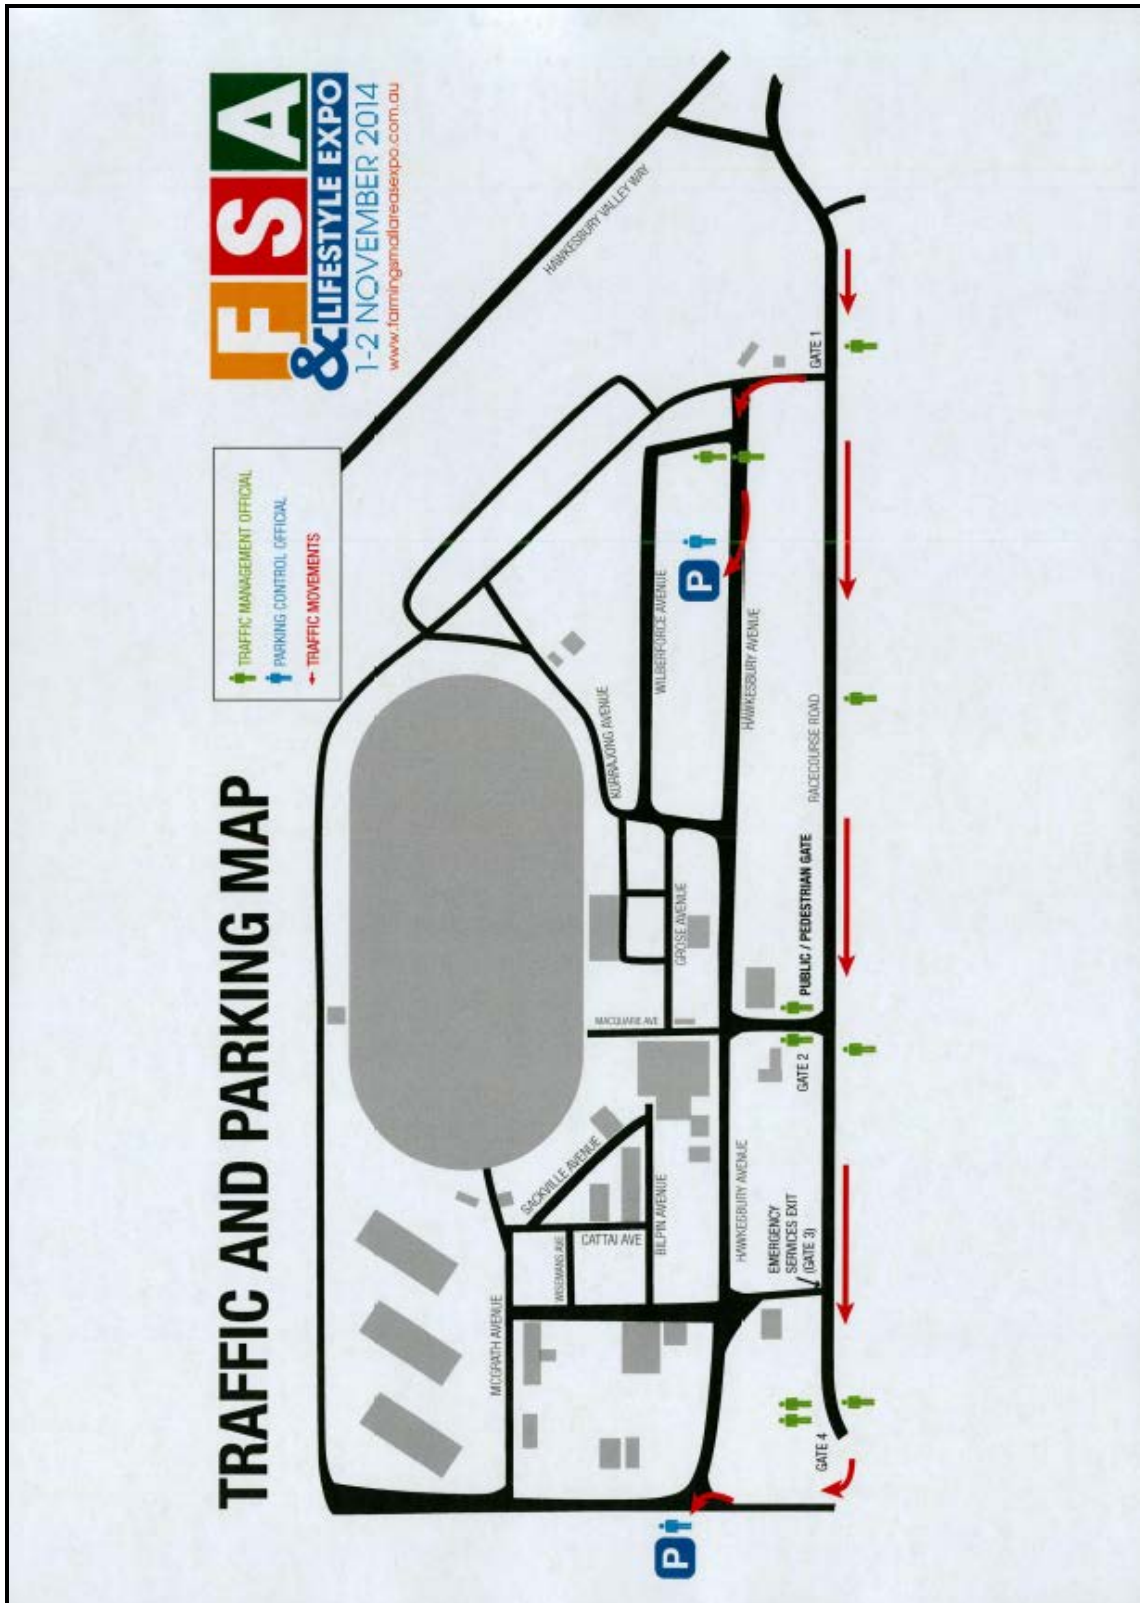 TRAFFIC AND PARKING MAP
TRAFFIC MANAGEMENT OFFICIAL
PARKING CONTROL OFFICIAL
TRAFFIC MOVEMENTS
F S A
& LIFESTYLE EXPO
1-2 NOVEMBER 2014
www.farmingsmallareasexpo.com.au
HAWKESBURY VALLEY WAY
KURRAJONG AVENUE
WILBERFORCE AVENUE
P
HAWKESBURY AVENUE
RACECOURSE ROAD
GATE 1
GROSE AVENUE
MACQUARIE AVE
PUBLIC / PEDESTRIAN GATE
GATE 2
SACKVILLE AVENUE
CATTAI AVE
BILPIN AVENUE
WISEMANS AVE
MCGRATH AVENUE
HAWKESBURY AVENUE
EMERGENCY
SERVICES EXIT
(GATE 3)
GATE 4
P